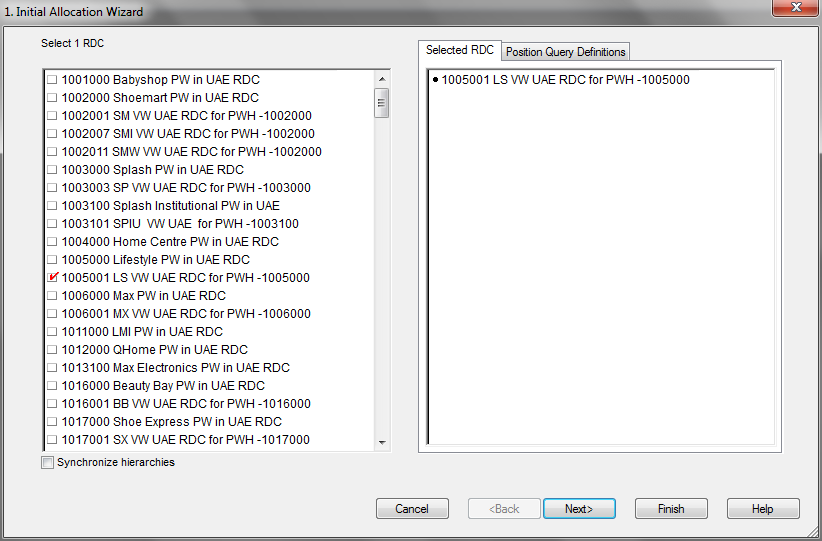 1. Initial Allocation Wizard
Select 1 RDC
1001000 Babyshop PW in UAE RDC
1002000 Shoemart PW in UAE RDC
1002001 SM VW UAE RDC for PWH -1002000
1002007 SMI VW UAE RDC for PWH -1002000
1002011 SMW VW UAE RDC for PWH -1002000
1003000 Splash PW in UAE RDC
1003003 SP VW UAE RDC for PWH -1003000
1003100 Splash Institutional PW in UAE
1003101 SPIU VW UAE for PWH -1003100
1004000 Home Centre PW in UAE RDC
1005000 Lifestyle PW in UAE RDC
1005001 LS VW UAE RDC for PWH -1005000
1006000 Max PW in UAE RDC
1006001 MX VW UAE RDC for PWH -1006000
1011000 LMI PW in UAE RDC
1012000 QHome PW in UAE RDC
1013100 Max Electronics PW in UAE RDC
1016000 Beauty Bay PW in UAE RDC
1016001 BB VW UAE RDC for PWH -1016000
1017000 Shoe Express PW in UAE RDC
1017001 SX VW UAE RDC for PWH -1017000
Synchronize hierarchies
Selected RDC
Position Query Definitions
1005001 LS VW UAE RDC for PWH -1005000
Cancel
<Back
Next>
Finish
Help